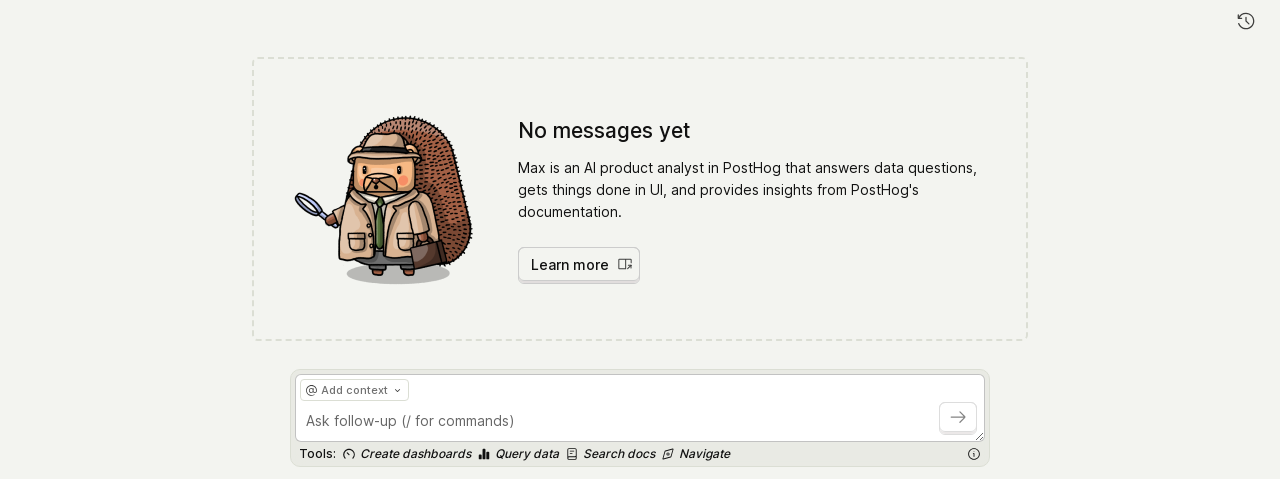 No messages yet
Max is an AI product analyst in PostHog that answers data questions,
gets things done in UI, and provides insights from PostHog's
documentation.
Learn more
@ Add context
Ask follow-up (/ for commands)
Tools: Create dashboards Query data Search docs Navigate